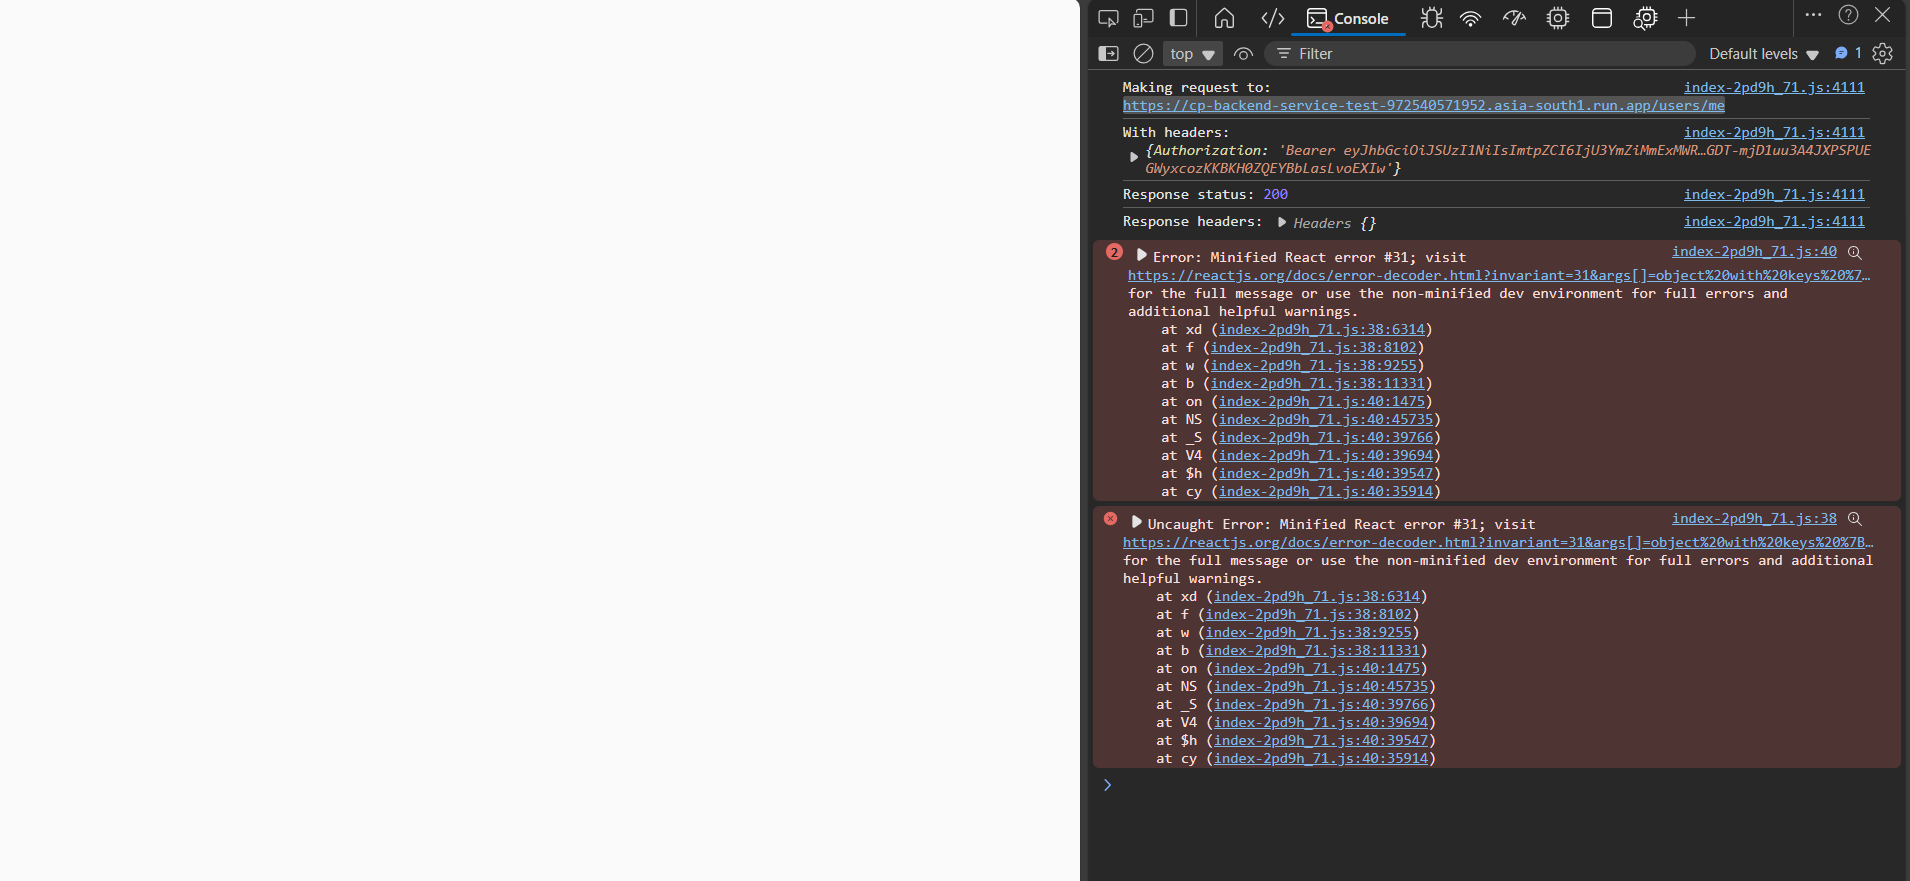 Console
top
Filter
Default levels
1
Making request to: index-2pd9h_71.js:4111
https://cp-backend-service-test-972540571952.asia-south1.run.app/users/me
With headers: index-2pd9h_71.js:4111
{Authorization: 'Bearer eyJhbGciOiJSUzI1NiIsImtpZCI6IjU3YmZiMmExMWR…GDT-mjD1uu3A4JXPSPUE
GWyxcozKKBKH0ZQEYBbLasLvoEXIw'}
Response status: 200 index-2pd9h_71.js:4111
Response headers: Headers {} index-2pd9h_71.js:4111
2 Error: Minified React error #31; visit index-2pd9h_71.js:40
https://reactjs.org/docs/error-decoder.html?invariant=31&args[]=object%20with%20keys%20%7…
for the full message or use the non-minified dev environment for full errors and
additional helpful warnings.
at xd (index-2pd9h_71.js:38:6314)
at f (index-2pd9h_71.js:38:8102)
at w (index-2pd9h_71.js:38:9255)
at b (index-2pd9h_71.js:38:11331)
at on (index-2pd9h_71.js:40:1475)
at NS (index-2pd9h_71.js:40:45735)
at _S (index-2pd9h_71.js:40:39766)
at V4 (index-2pd9h_71.js:40:39694)
at $h (index-2pd9h_71.js:40:39547)
at cy (index-2pd9h_71.js:40:35914)
Uncaught Error: Minified React error #31; visit index-2pd9h_71.js:38
https://reactjs.org/docs/error-decoder.html?invariant=31&args[]=object%20with%20keys%20%7B…
for the full message or use the non-minified dev environment for full errors and additional
helpful warnings.
at xd (index-2pd9h_71.js:38:6314)
at f (index-2pd9h_71.js:38:8102)
at w (index-2pd9h_71.js:38:9255)
at b (index-2pd9h_71.js:38:11331)
at on (index-2pd9h_71.js:40:1475)
at NS (index-2pd9h_71.js:40:45735)
at _S (index-2pd9h_71.js:40:39766)
at V4 (index-2pd9h_71.js:40:39694)
at $h (index-2pd9h_71.js:40:39547)
at cy (index-2pd9h_71.js:40:35914)